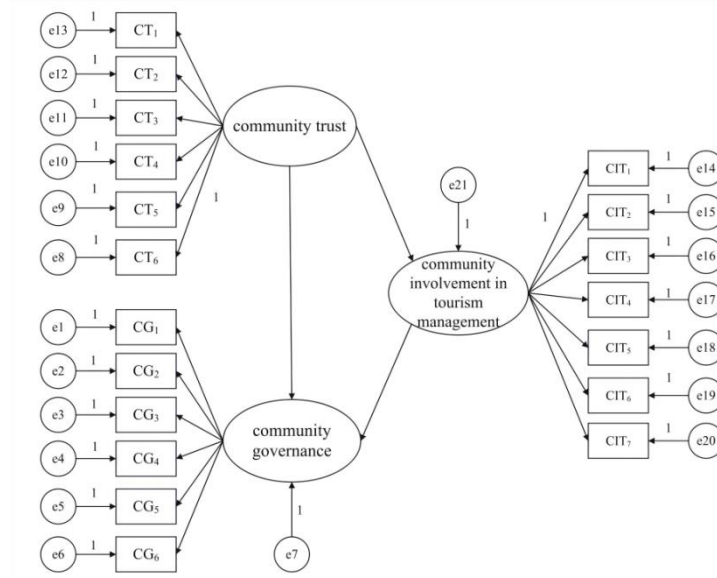 e13 1 CT₁
e12 1 CT₂
e11 1 CT₃
e10 1 CT₄
e9 1 CT₅
e8 1 CT₆
1
community trust
e21
1
community
involvement in
tourism
management
1
CIT₁ 1 e14
CIT₂ 1 e15
CIT₃ 1 e16
CIT₄ 1 e17
CIT₅ 1 e18
CIT₆ 1 e19
CIT₇ 1 e20
e1 1 CG₁
e2 1 CG₂
e3 1 CG₃
e4 1 CG₄
e5 1 CG₅
e6 1 CG₆
community
governance
1
e7